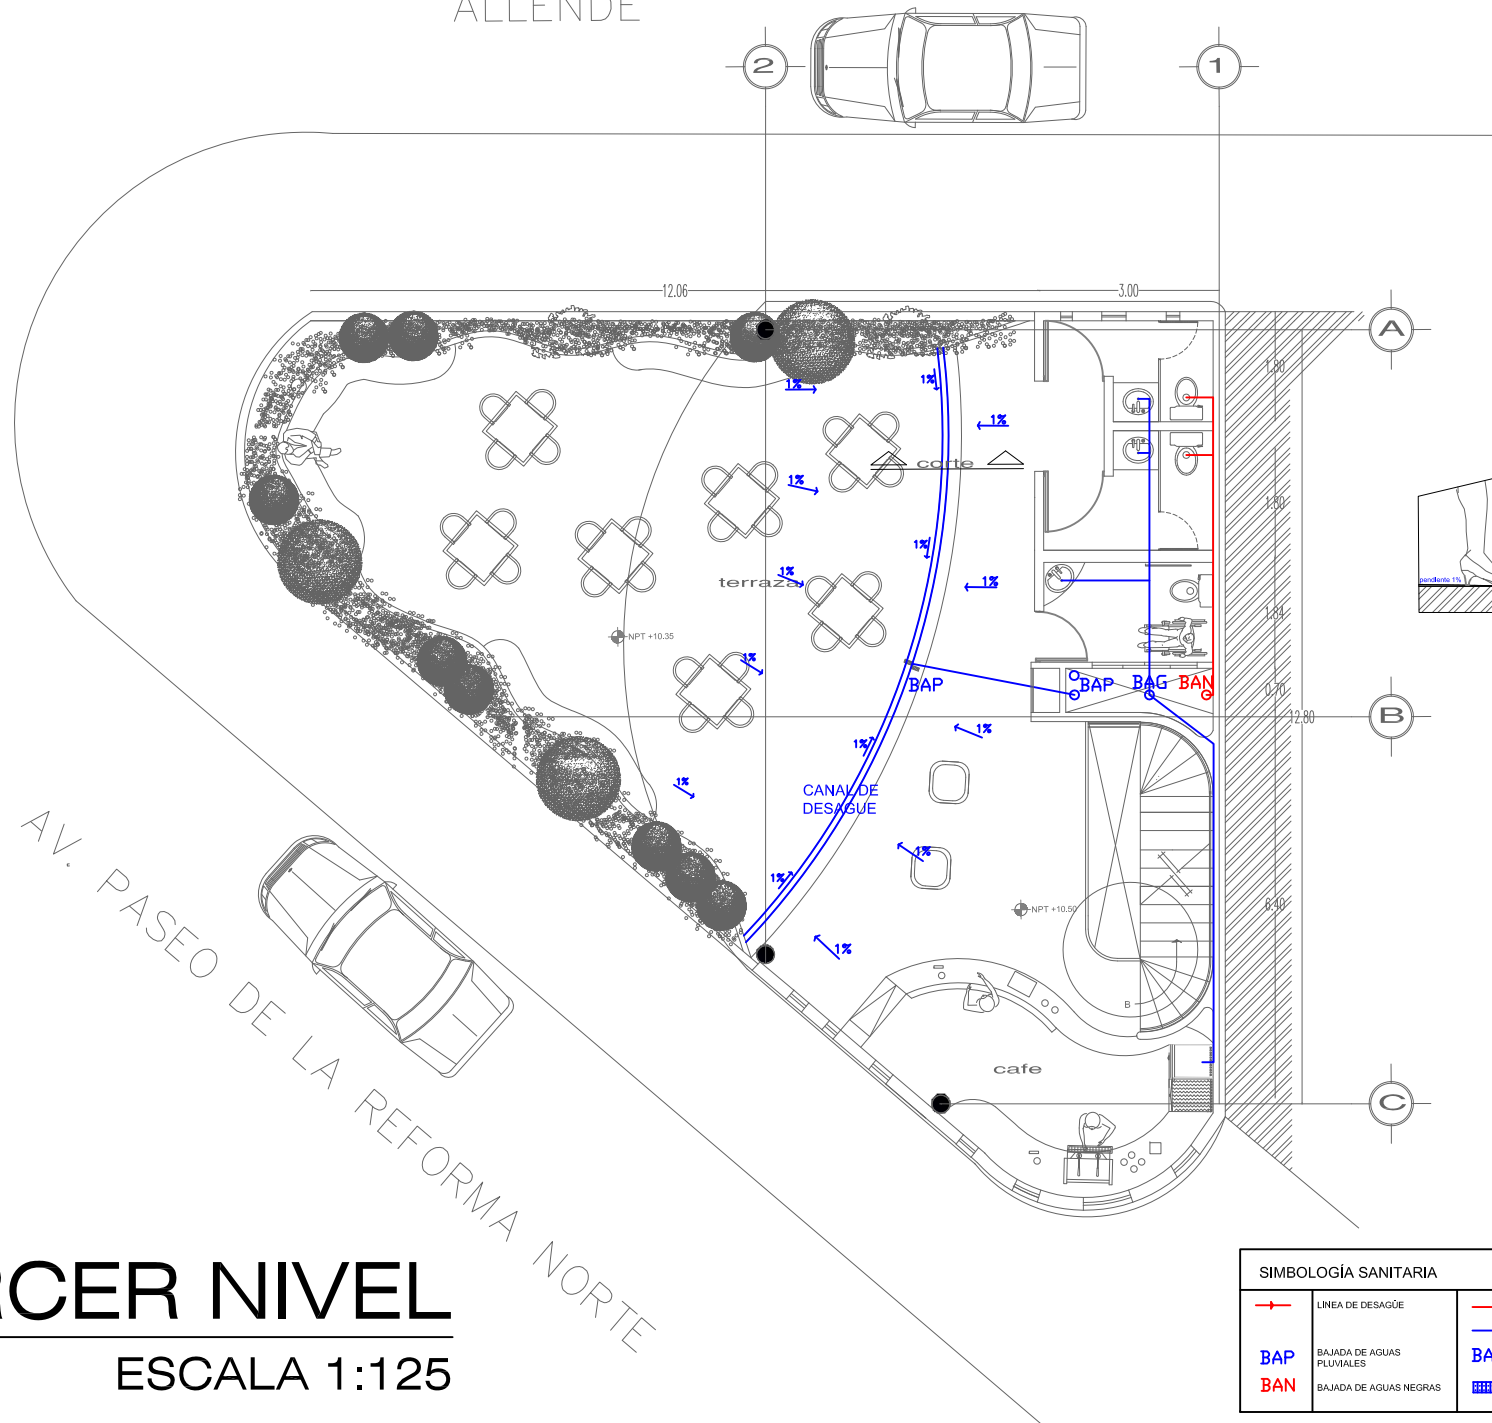 ALLENDE
2
1
12.06
3.00
A
1%
1%
1.80
1%
corte
1%
1.50
1%
1%
terraza
1%
pendiente 1%
NPT +10.35
1.84
1%
BAP
BAP
BAG
BAN
0.70
B
12.80
1%
1%
1%
CANAL DE
DESAGUE
AV. PASEO DE LA REFORMA NORTE
1%
1%
6.40
NPT +10.50
1%
B
cafe
C
RCER NIVEL
ESCALA 1:125
SIMBOLOGÍA SANITARIA
LINEA DE DESAGÜE
BAP
BAJADA DE AGUAS
PLUVIALES
BA
BAN
BAJADA DE AGUAS NEGRAS